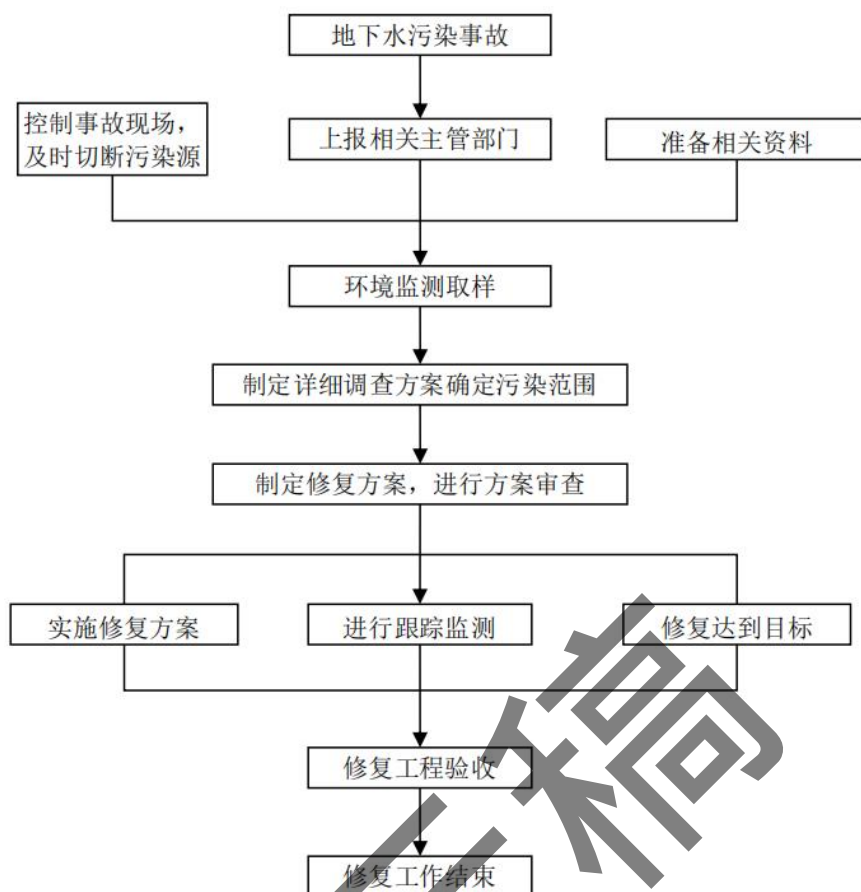 地下水污染事故
控制事故现场，
及时切断污染源
上报相关主管部门
准备相关资料
环境监测取样
制定详细调查方案确定污染范围
制定修复方案，进行方案审查
实施修复方案
进行跟踪监测
修复达到目标
修复工程验收
修复工作结束
稿